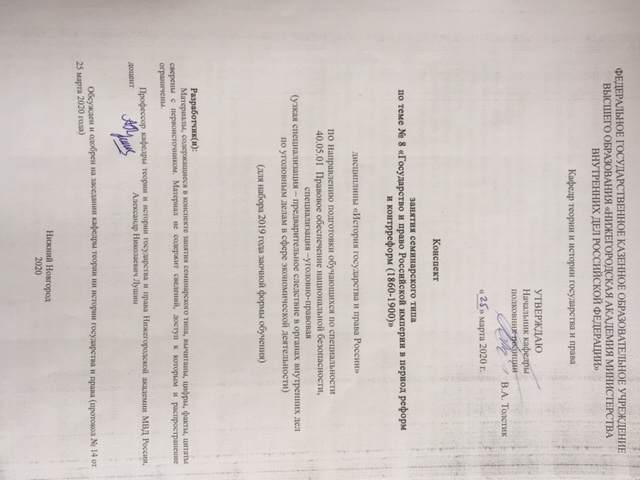 ФЕДЕРАЛЬНОЕ ГОСУДАРСТВЕННОЕ КАЗЕННОЕ ОБРАЗОВАТЕЛЬНОЕ УЧРЕЖДЕНИЕ
ВЫСШЕГО ОБРАЗОВАНИЯ «НИЖЕГОРОДСКАЯ АКАДЕМИЯ МИНИСТЕРСТВА
ВНУТРЕННИХ ДЕЛ РОССИЙСКОЙ ФЕДЕРАЦИИ»
Кафедр теории и истории государства и права
УТВЕРЖДАЮ
Начальник кафедры
полковник полиции
В.А. Толстик
«25» марта 2020 г.
Конспект
занятия семинарского типа
по теме № 8 «Государство и право Российской империи в период реформ
и контрреформ (1860-1900)»
дисциплины «История государства и права России»
по направлению подготовки обучающихся по специальности
40.05.01 Правовое обеспечение национальной безопасности,
специализация –уголовно-правовая
(узкая специализация – предварительное следствие в органах внутренних дел
по уголовным делам в сфере экономической деятельности)
(для набора 2019 года заочной формы обучения)
Разработчик(и):
Материалы, содержащиеся в конспекте занятия семинарского типа, вычитаны, цифры, факты, цитаты
сверены с первоисточником. Материал не содержит сведений, доступ к которым и распространение
ограничены.
Профессор кафедры теории и истории государства и права Нижегородской академии МВД России,
доцент
Александр Николаевич Лушин
Обсужден и одобрен на заседании кафедры теории ии истории государства и права (протокол № 14 от
25 марта 2020 года)
Нижний Новгород
2020